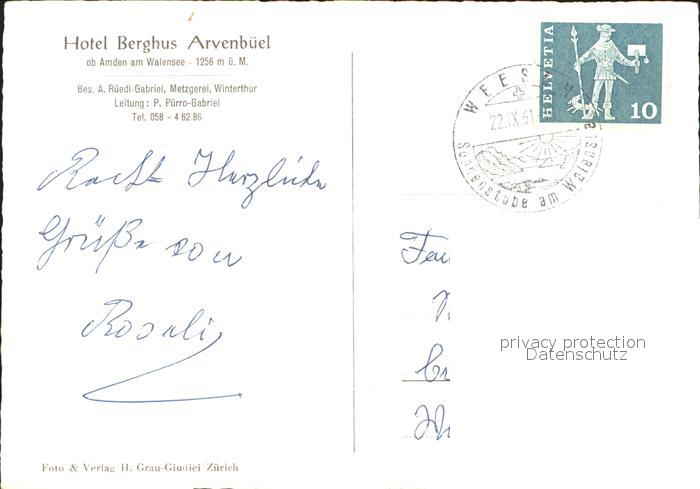 Hotel Berghus Arvenbüel
ob Amden am Walensee - 1256 m ü. M.
Bes. A. Rüedi-Gabriel, Metzgerei, Winterthur
Leitung: P. Pürro-Gabriel
Tel. 058 - 4 62 86
HELVETIA
10
WEESEN
22.IX.61
Sonnenstube am Walensee
Recht Herzliche
Grüße von
Rosali
Fam
privacy protection
Datenschutz
Foto & Verlag H. Grau-Giutici Zürich